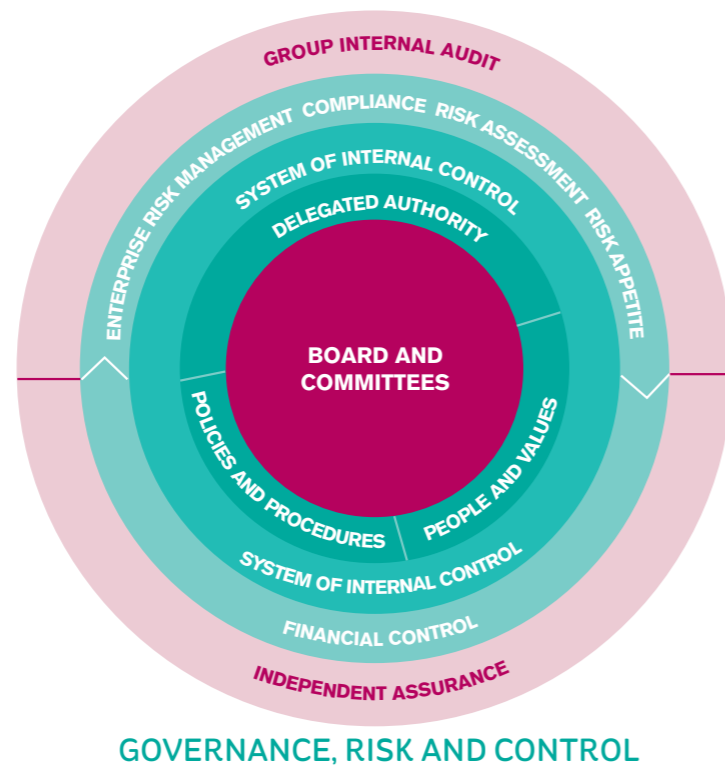 GROUP INTERNAL AUDIT
ENTERPRISE RISK MANAGEMENT COMPLIANCE RISK ASSESSMENT RISK APPETITE
SYSTEM OF INTERNAL CONTROL
DELEGATED AUTHORITY
BOARD AND
COMMITTEES
POLICIES AND PROCEDURES
PEOPLE AND VALUES
SYSTEM OF INTERNAL CONTROL
FINANCIAL CONTROL
INDEPENDENT ASSURANCE
GOVERNANCE, RISK AND CONTROL